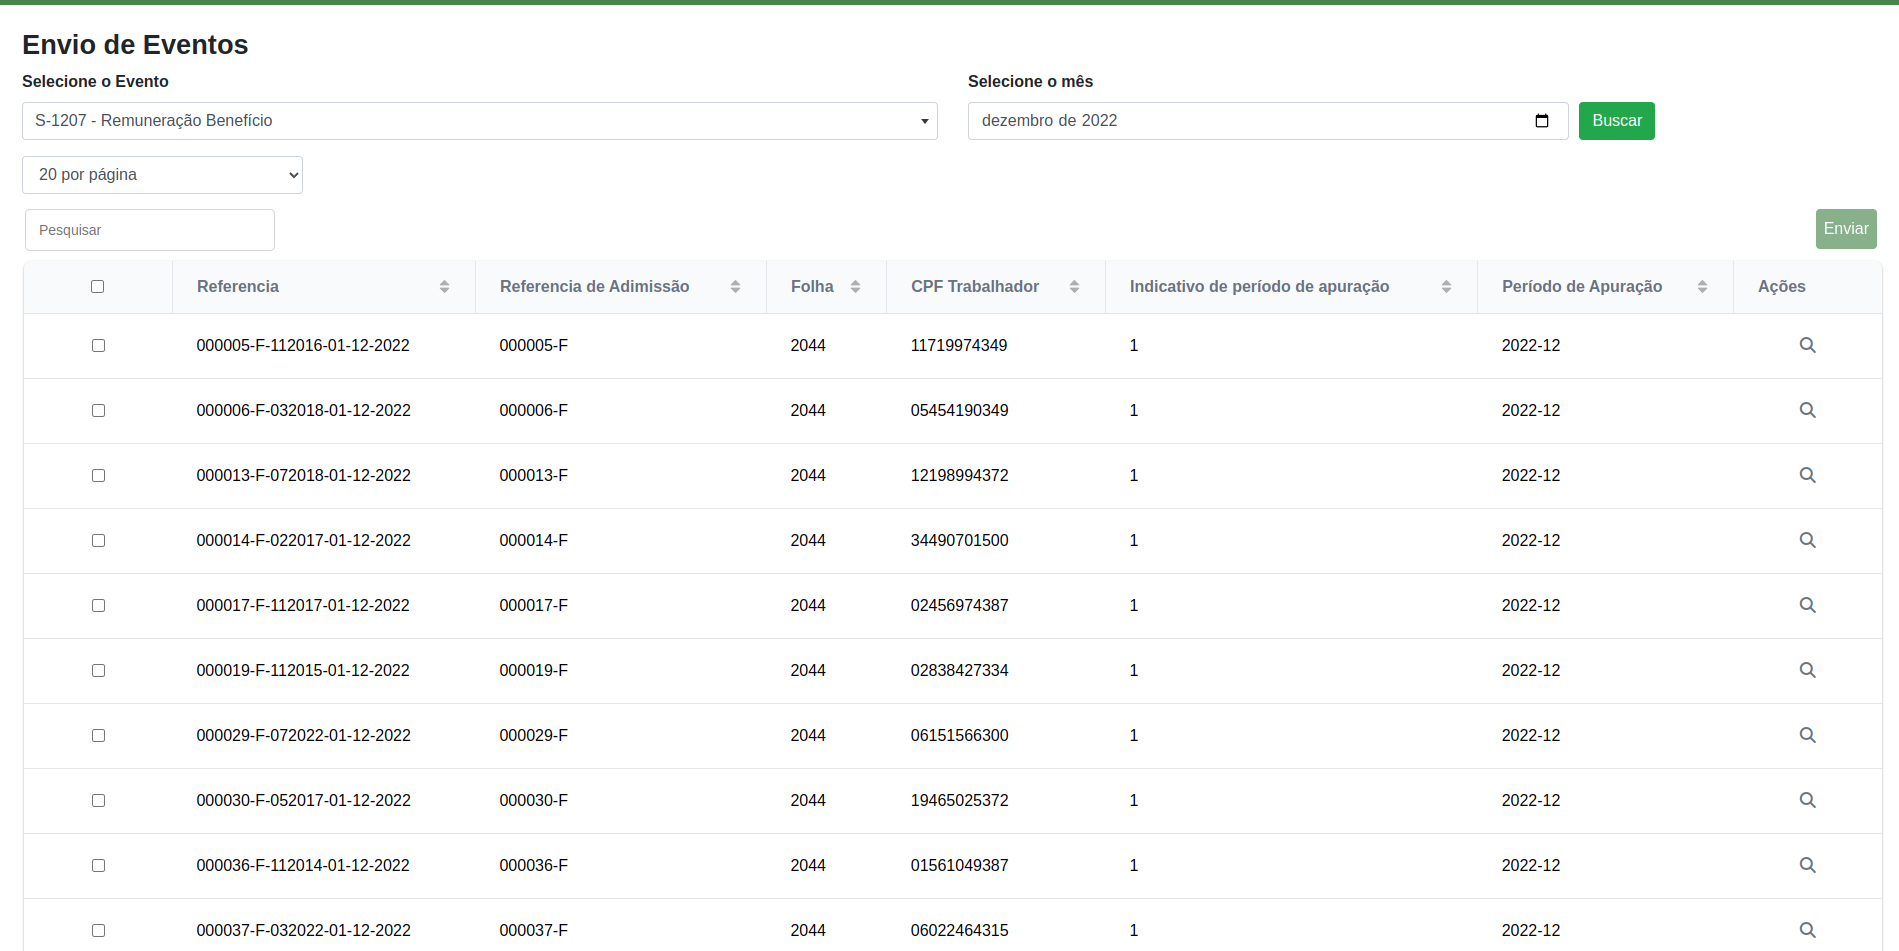 Envio de Eventos
Selecione o Evento Selecione o mês
S-1207 - Remuneração Benefício dezembro de 2022 Buscar
20 por página
Pesquisar Enviar
Referencia Referencia de Adimissão Folha CPF Trabalhador Indicativo de período de apuração Período de Apuração Ações
000005-F-112016-01-12-2022 000005-F 2044 11719974349 1 2022-12
000006-F-032018-01-12-2022 000006-F 2044 05454190349 1 2022-12
000013-F-072018-01-12-2022 000013-F 2044 12198994372 1 2022-12
000014-F-022017-01-12-2022 000014-F 2044 34490701500 1 2022-12
000017-F-112017-01-12-2022 000017-F 2044 02456974387 1 2022-12
000019-F-112015-01-12-2022 000019-F 2044 02838427334 1 2022-12
000029-F-072022-01-12-2022 000029-F 2044 06151566300 1 2022-12
000030-F-052017-01-12-2022 000030-F 2044 19465025372 1 2022-12
000036-F-112014-01-12-2022 000036-F 2044 01561049387 1 2022-12
000037-F-032022-01-12-2022 000037-F 2044 06022464315 1 2022-12